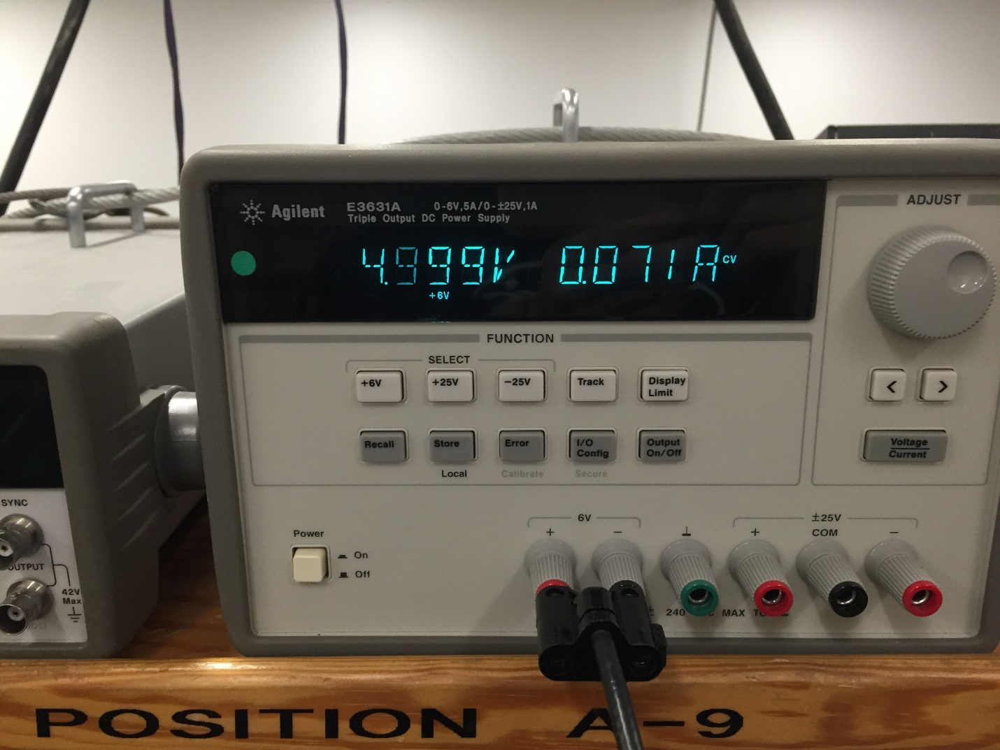 Agilent
E3631A 0-6V,5A/0-±25V,1A
Triple Output DC Power Supply
4.999V 0.071A CV
+6V
ADJUST
FUNCTION
SELECT
+6V +25V -25V Track Display Limit
< >
Recall Store Error I/O Config Output On/Off
Voltage Current
Local Calibrate Secure
SYNC
OUTPUT
42V
Max
Power
On
Off
6V ±25V
+ - ⊥ + COM -
240 MAX
POSITION A-9